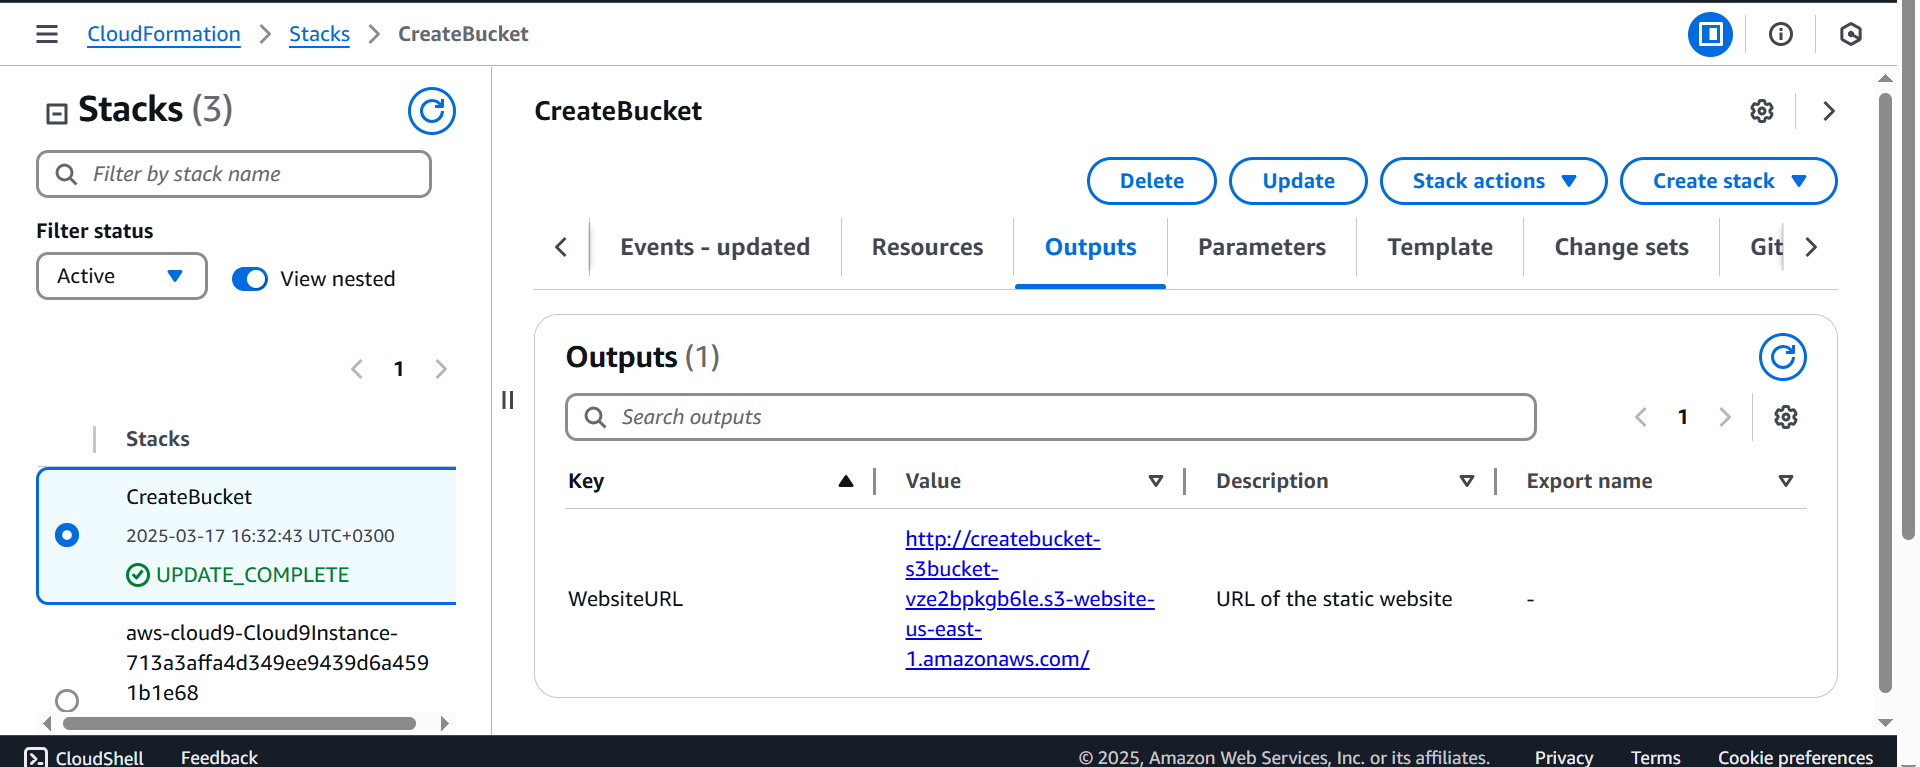 CloudFormation > Stacks > CreateBucket
Stacks (3)
Filter by stack name
Filter status
Active
View nested
1
Stacks
CreateBucket
2025-03-17 16:32:43 UTC+0300
UPDATE_COMPLETE
aws-cloud9-Cloud9Instance-
713a3affa4d349ee9439d6a459
1b1e68
CreateBucket
Delete Update Stack actions Create stack
Events - updated Resources Outputs Parameters Template Change sets Git
Outputs (1)
Search outputs
1
Key Value Description Export name
WebsiteURL
http://createbucket-
s3bucket-
vze2bpkgb6le.s3-website-
us-east-
1.amazonaws.com/
URL of the static website
-
CloudShell Feedback © 2025, Amazon Web Services, Inc. or its affiliates. Privacy Terms Cookie preferences